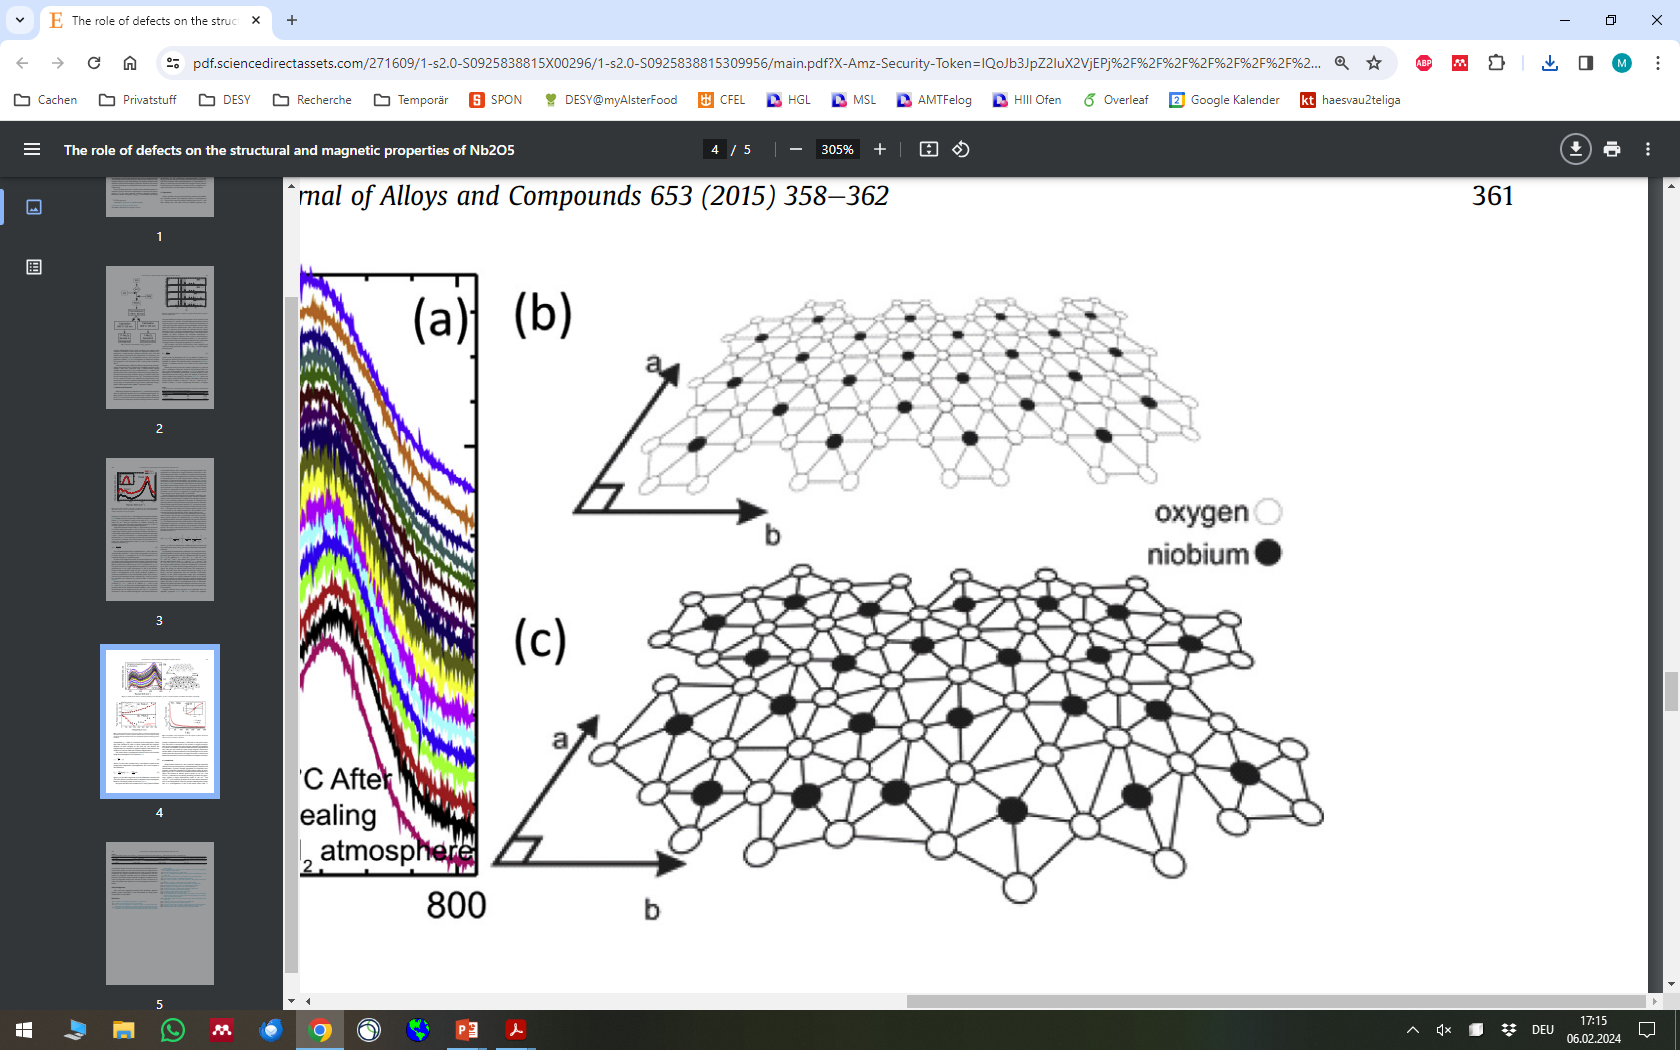 The role of defects on the struc
pdf.sciencedirectassets.com/271609/1-s2.0-S0925838815X00296/1-s2.0-S0925838815309956/main.pdf?X-Amz-Security-Token=IQoJb3JpZ2luX2VjEPj%2F%2F%2F%2F%2F%2F%2F%2F%2...
ABP
M
Cachen
Privatstuff
DESY
Recherche
Temporär
SPON
DESY@myAlsterFood
CFEL
HGL
MSL
AMTFelog
HIII Ofen
Overleaf
Google Kalender
kt haesvau2teliga
The role of defects on the structural and magnetic properties of Nb2O5
4 / 5
305%
1
2
3
4
5
rnal of Alloys and Compounds 653 (2015) 358–362
361
(a)
(b)
a
b
oxygen
niobium
(c)
a
b
°C After
ealing
2 atmosphere
800
DEU
17:15
06.02.2024